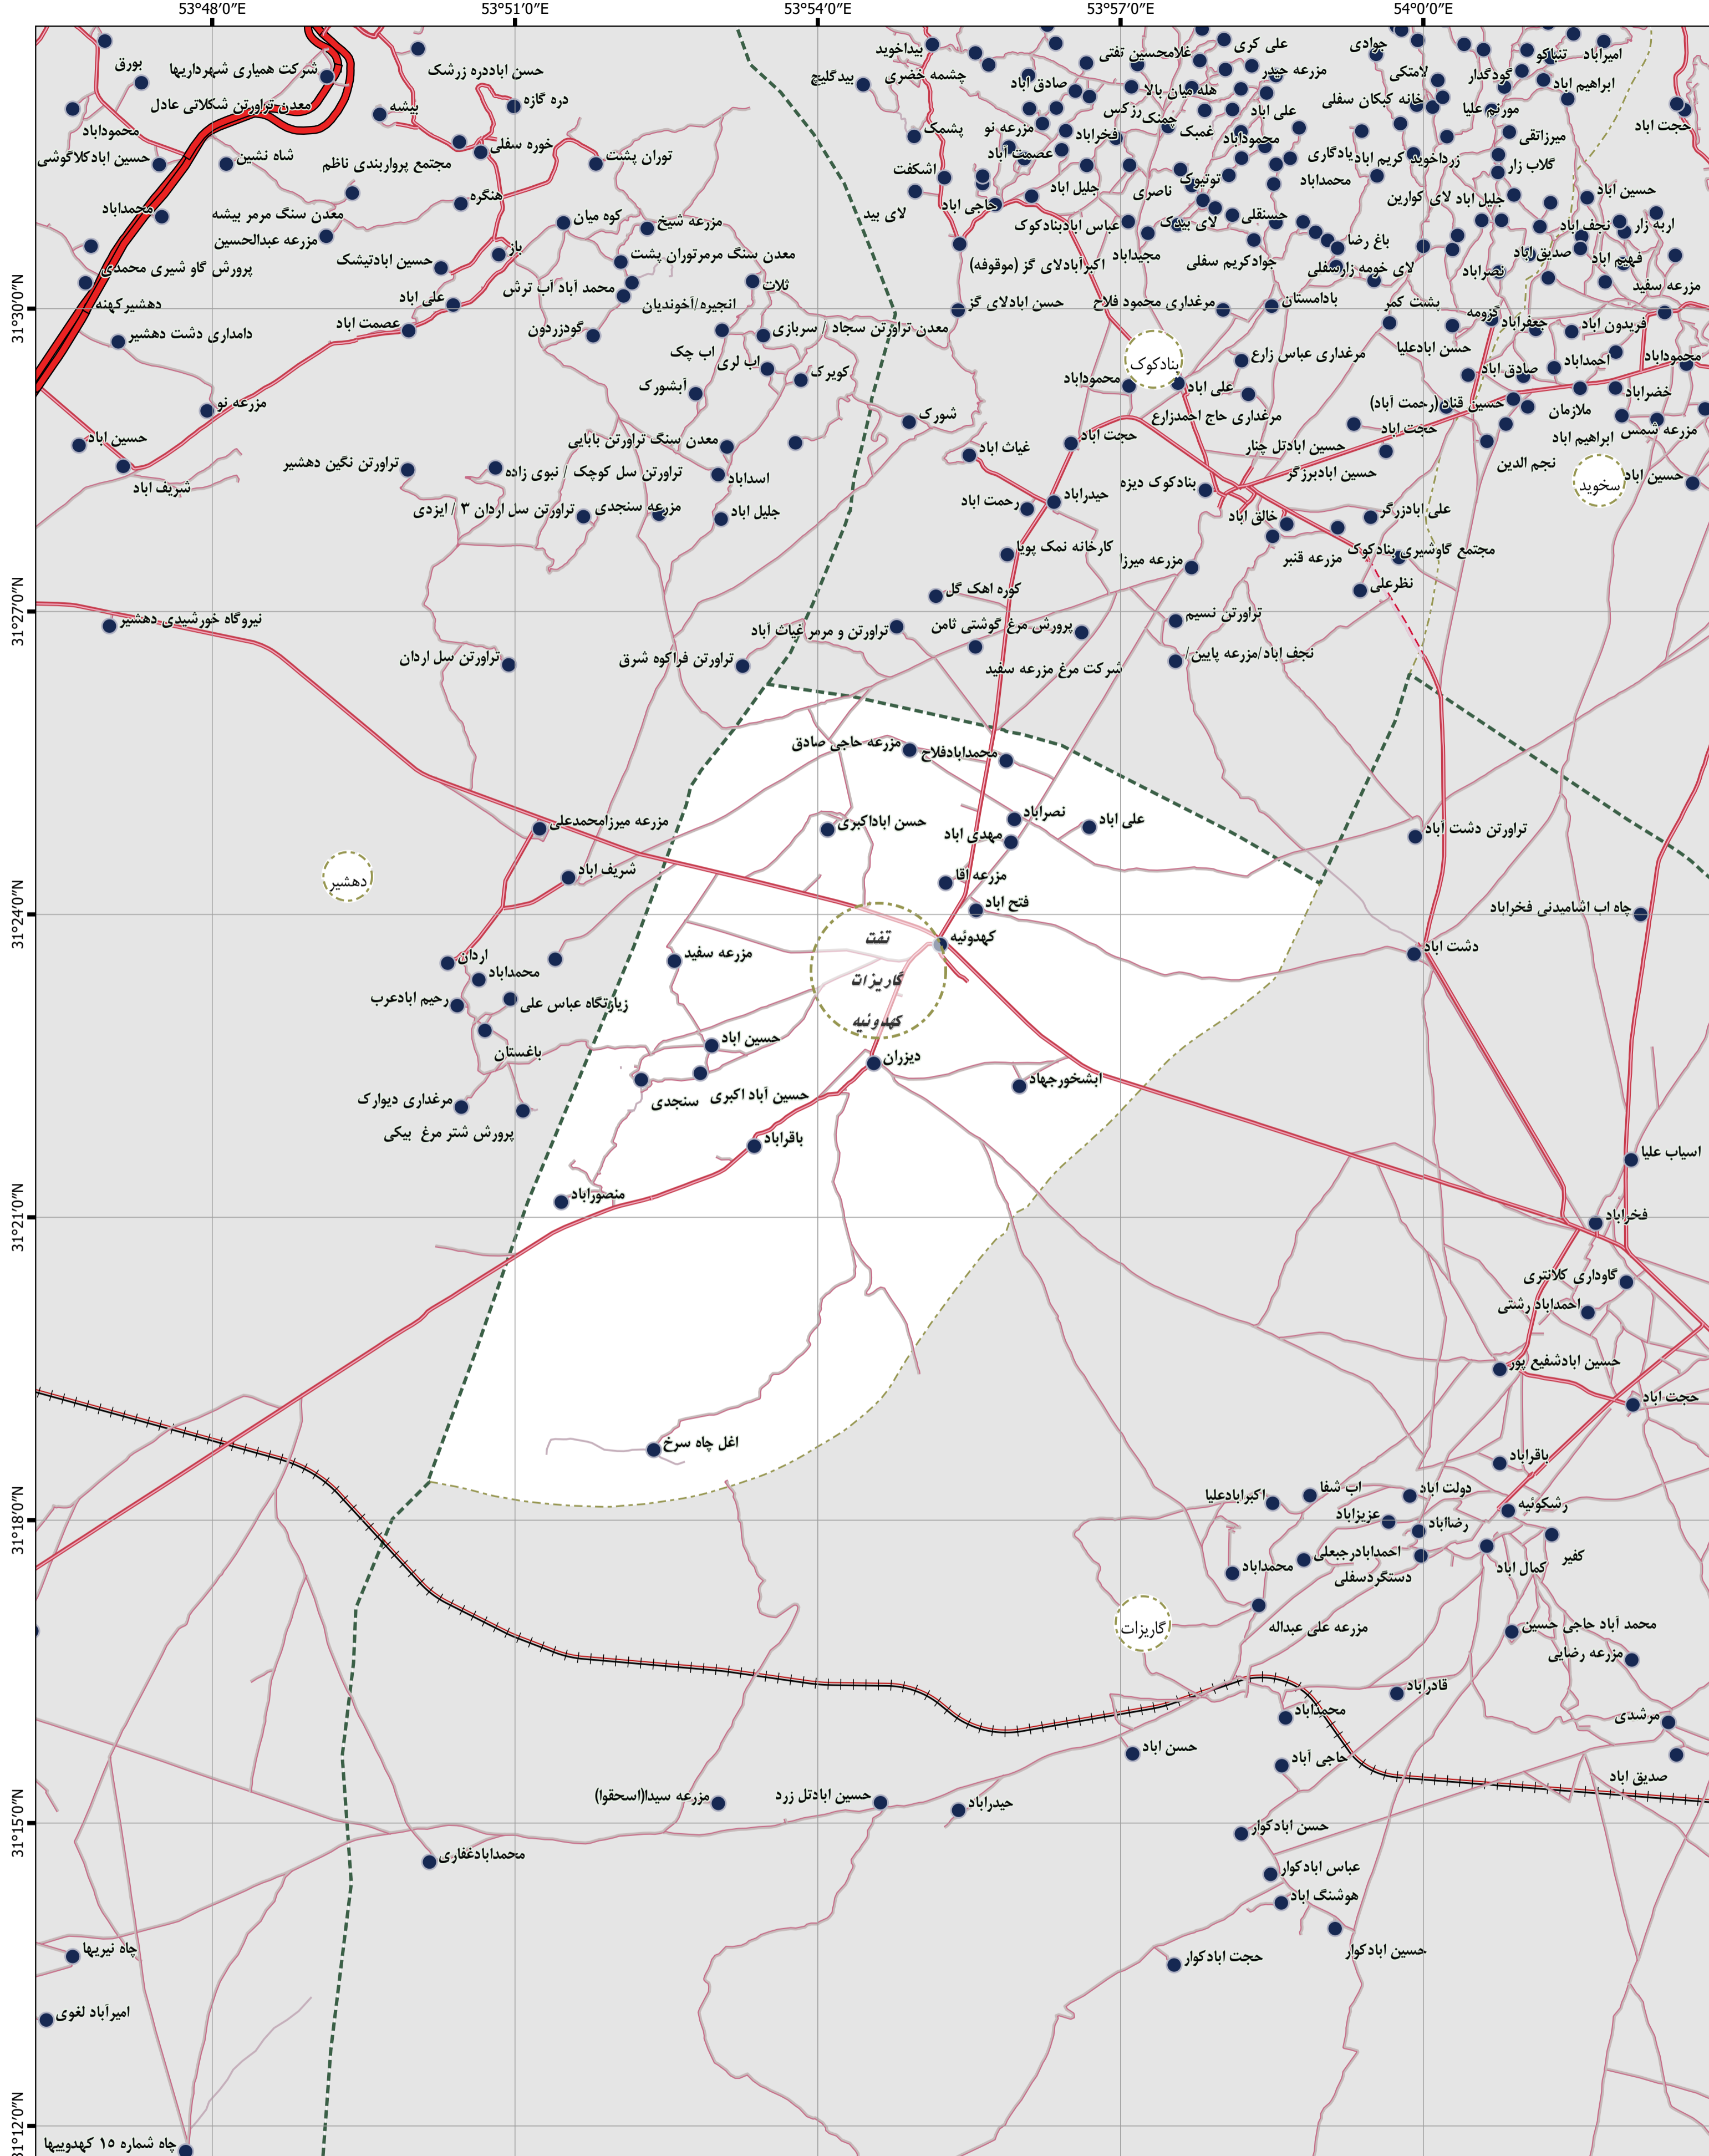 53°48'0"E
53°51'0"E
53°54'0"E
53°57'0"E
54°0'0"E
31°30'0"N
31°27'0"N
31°24'0"N
31°21'0"N
31°18'0"N
31°15'0"N
31°12'0"N
بورق
شرکت همیاری شهرداریها
حسن اباددره زرشک
معدن تراورتن شکلاتی عادل
بیشه
دره گازه
محموداباد
حسین ابادکلاگوشی
شاه نشین
مجتمع پرواربندی ناظم
خوره سفلی
توران پشت
محمداباد
معدن سنگ مرمر بیشه
هنگره
مزرعه عبدالحسین
کوه میان
مزرعه شیخ
باز
حسین ابادتیشک
معدن سنگ مرمرتوران پشت
پرورش گاو شیری محمدی
علی اباد
محمد آباد آب ترش
ثلاث
انجیره/آخوندیان
دهشیرکهنه
دامداری دشت دهشیر
عصمت اباد
گودزردون
معدن تراورتن سجاد / سربازی
اب چک
اب لری
کویرک
آبشورک
مزرعه نو
شورک
حسین اباد
معدن سنگ تراورتن بابایی
تراورتن نگین دهشیر
تراورتن سل کوچک / نبوی زاده
اسداباد
شریف اباد
تراورتن سل اردان ۳ / ایزدی
مزرعه سنجدی
جلیل اباد
بیداخوید
بیدگلیچ
چشمه خضری
غلامحسین تفتی
علی کری
جوادی
تنباکو
امیراباد
صادق اباد
هله میان بالا
مزرعه حیدر
لامتکی
گودگدار
ابراهیم اباد
پشمک
مزرعه نو
رزکس
چمنک
غمبک
علی اباد
خانه کبکان سفلی
مورنم علیا
حجت اباد
فخراباد
محموداباد
میرزاتقی
اشکفت
عصمت اباد
یادگاری
کریم اباد
زرداخوید
گلاب زار
جلیل اباد
ناصری
توتیوک
محمداباد
لای کوارین
جلیل اباد
حسین اباد
لای بید
حاجی اباد
عباس ابادبنادکوک
لای بیدک
حسنقلی
نجف اباد
اربه زار
اکبرآبادلای گز (موقوفه)
مجیداباد
جوادکریم سفلی
باغ رضا
لای خومه زارسفلی
نصراباد
صدیق اباد
فهیم اباد
مزرعه سفید
حسن ابادلای گز
مرغداری محمود فلاح
بادامستان
پشت کمر
گزومه
جعفراباد
فریدون اباد
بنادکوک
مرغداری عباس زارع
حسن ابادعلیا
صادق اباد
احمداباد
محموداباد
محموداباد
علی اباد
خضراباد
مرغداری حاج احمدزارع
حسین قناد (رحمت آباد)
ملازمان
حجت اباد
غیاث اباد
حسین ابادتل چنار
حجت اباد
ابراهیم اباد
مزرعه شمس
رحمت اباد
حیدراباد
بنادکوک دیزه
حسین ابادبرزگر
نجم الدین
سخوید
حسین اباد
خالق اباد
علی ابادزرگر
کارخانه نمک پویا
مزرعه میرزا
مزرعه قنبر
مجتمع گاوشیری بنادکوک
کوره اهک گل
نظرعلی
نیروگاه خورشیدی دهشیر
تراورتن و مرمر غیاث آباد
پرورش مرغ گوشتی ثامن
تراورتن نسیم
تراورتن سل اردان
تراورتن فراکوه شرق
شرکت مرغ مزرعه سفید
نجف اباد/مزرعه پایین/
مزرعه حاجی صادق
محمدابادفلاح
مزرعه میرزامحمدعلی
حسن اباداکبری
نصراباد
علی اباد
مهدی اباد
تراورتن دشت آباد
دهشیر
شریف اباد
مزرعه اقا
فتح اباد
چاه اب اشامیدنی فخراباد
تفت
کهدوئیه
گاریزات
کهدوئیه
دشت اباد
اردان
مزرعه سفید
محمداباد
رحیم ابادعرب
زیارتگاه عباس علی
باغستان
حسین اباد
دیزران
ابشخورجهاد
مرغداری دیوارک
سنجدی
حسین آباد اکبری
پرورش شتر مرغ بیکی
باقراباد
اسیاب علیا
منصوراباد
فخراباد
گاوداری کلانتری
احمداباد رشتی
حسین ابادشفیع پور
حجت اباد
اغل چاه سرخ
باقراباد
اکبرابادعلیا
اب شفا
دولت اباد
رشکوئیه
عزیزاباد
رضااباد
کفیر
محمداباد
احمدابادرجبعلی
دستگردسفلی
کمال اباد
گاریزات
مزرعه علی عبداله
محمد آباد حاجی حسین
مزرعه رضایی
قادراباد
محمداباد
مرشدی
حسن اباد
حاجی آباد
صدیق اباد
مزرعه سیدا(اسحقوا)
حسین ابادتل زرد
حیدراباد
محمدابادغفاری
حسن ابادکوار
عباس ابادکوار
هوشنگ اباد
چاه نیریها
حجت ابادکوار
حسین ابادکوار
امیرآباد لغوی
چاه شماره ۱۵ کهدوییها